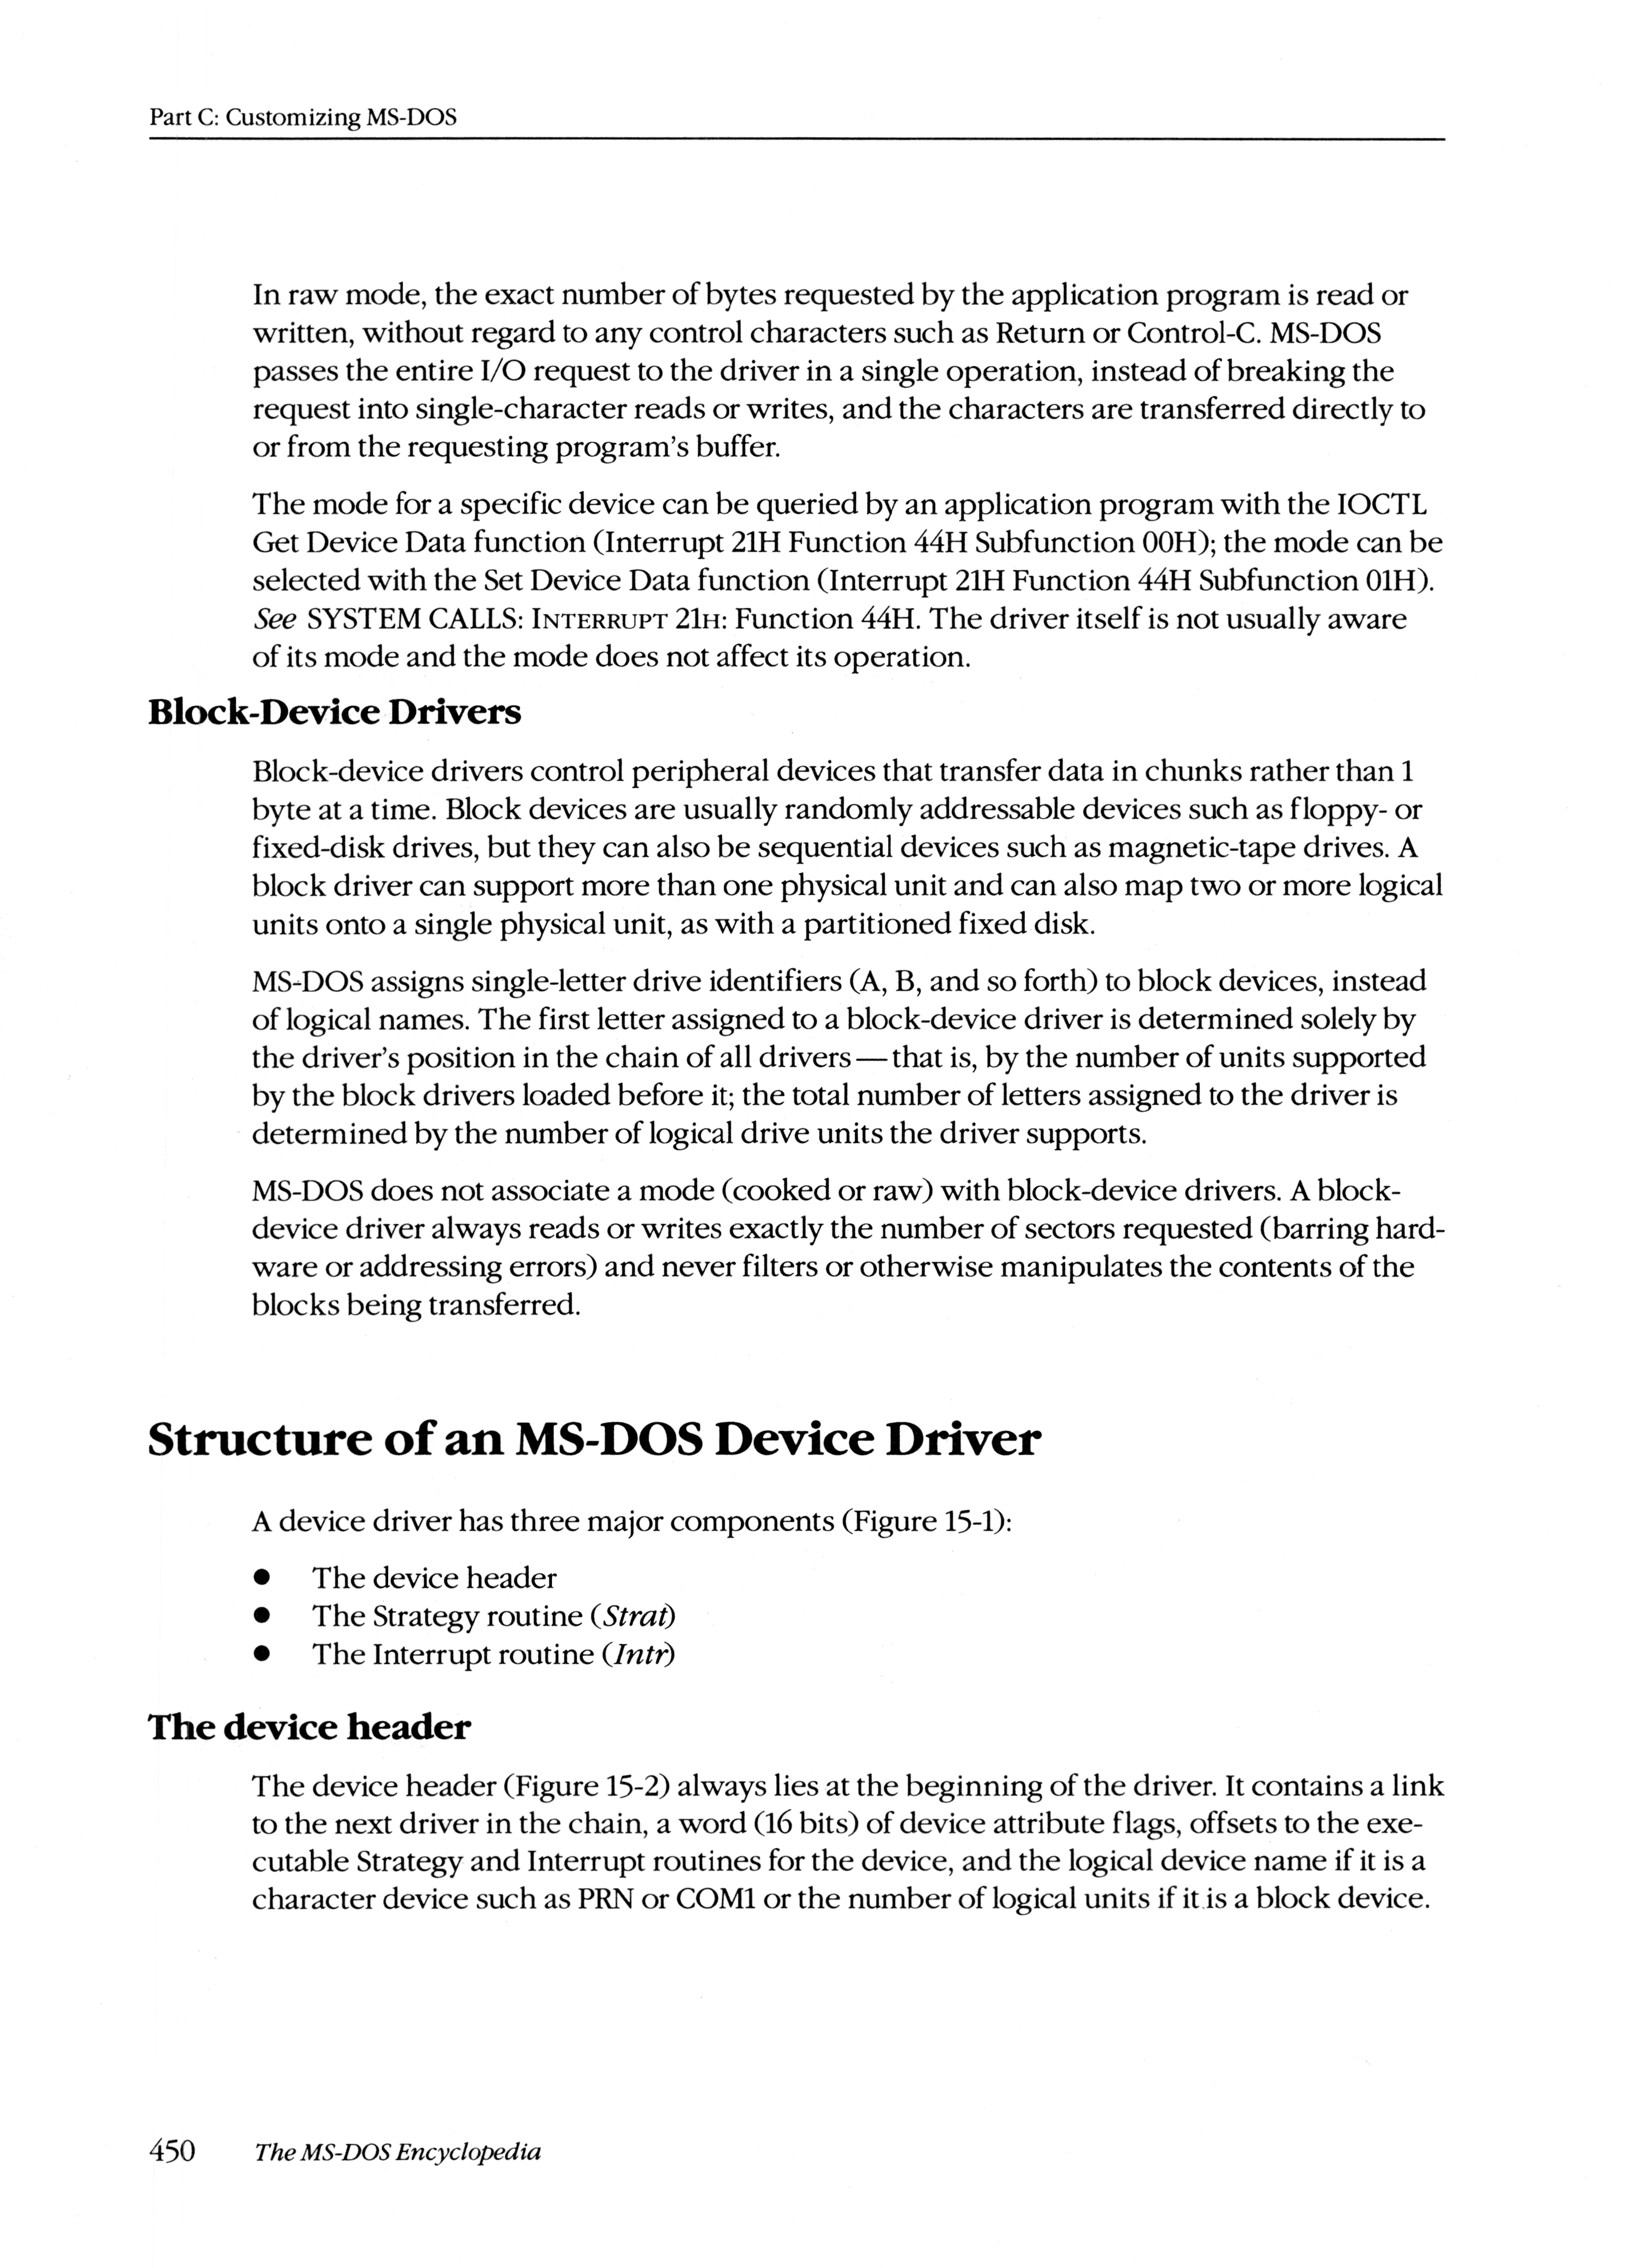 Part C: Customizing MS-DOS
In raw mode, the exact number of bytes requested by the application program is read or
written, without regard to any control characters such as Return or Control-C. MS-DOS
passes the entire I/O request to the driver in a single operation, instead of breaking the
request into single-character reads or writes, and the characters are transferred directly to
or from the requesting program's buffer.
The mode for a specific device can be queried by an application program with the IOCTL
Get Device Data function (Interrupt 21H Function 44H Subfunction 00H); the mode can be
selected with the Set Device Data function (Interrupt 21H Function 44H Subfunction 01H).
See SYSTEM CALLS: INTERRUPT 21H: Function 44H. The driver itself is not usually aware
of its mode and the mode does not affect its operation.
Block-Device Drivers
Block-device drivers control peripheral devices that transfer data in chunks rather than 1
byte at a time. Block devices are usually randomly addressable devices such as floppy- or
fixed-disk drives, but they can also be sequential devices such as magnetic-tape drives. A
block driver can support more than one physical unit and can also map two or more logical
units onto a single physical unit, as with a partitioned fixed disk.
MS-DOS assigns single-letter drive identifiers (A, B, and so forth) to block devices, instead
of logical names. The first letter assigned to a block-device driver is determined solely by
the driver's position in the chain of all drivers — that is, by the number of units supported
by the block drivers loaded before it; the total number of letters assigned to the driver is
determined by the number of logical drive units the driver supports.
MS-DOS does not associate a mode (cooked or raw) with block-device drivers. A block-
device driver always reads or writes exactly the number of sectors requested (barring hard-
ware or addressing errors) and never filters or otherwise manipulates the contents of the
blocks being transferred.
Structure of an MS-DOS Device Driver
A device driver has three major components (Figure 15-1):
● The device header
● The Strategy routine (Strat)
● The Interrupt routine (Intr)
The device header
The device header (Figure 15-2) always lies at the beginning of the driver. It contains a link
to the next driver in the chain, a word (16 bits) of device attribute flags, offsets to the exe-
cutable Strategy and Interrupt routines for the device, and the logical device name if it is a
character device such as PRN or COM1 or the number of logical units if it is a block device.
450 The MS-DOS Encyclopedia